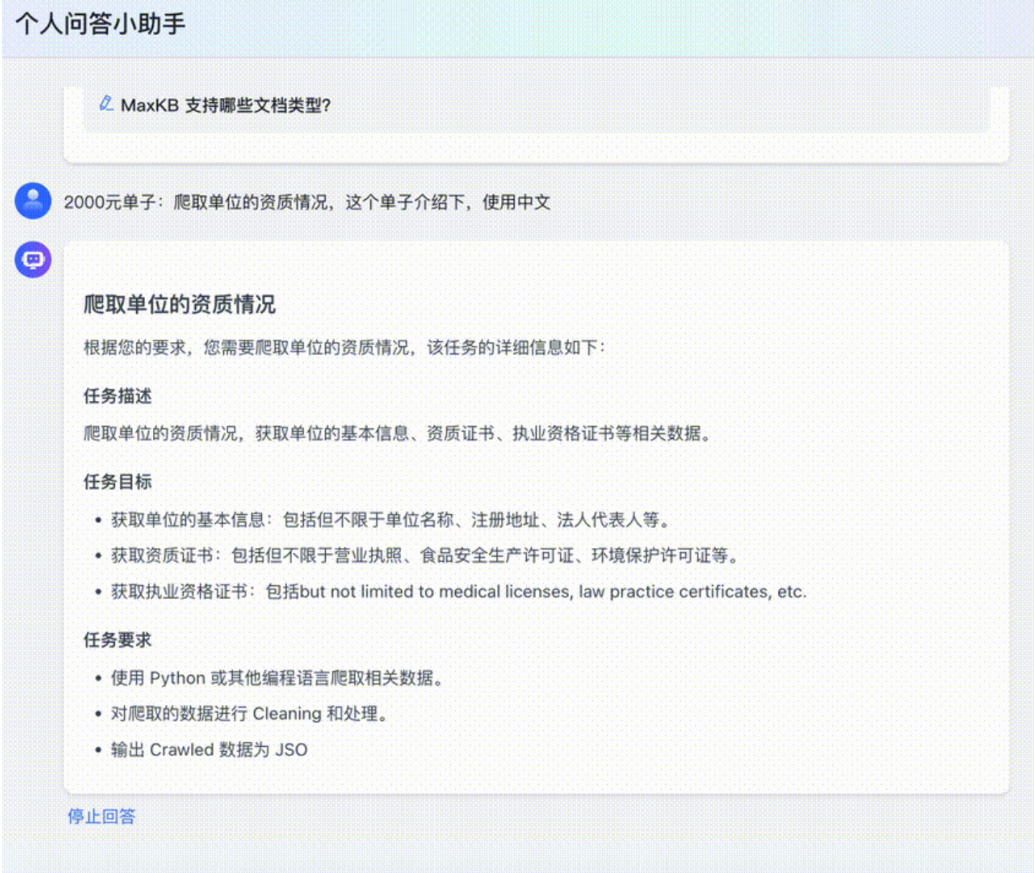 个人问答小助手
MaxKB 支持哪些文档类型?
2000元单子：爬取单位的资质情况，这个单子介绍下，使用中文
爬取单位的资质情况
根据您的要求，您需要爬取单位的资质情况，该任务的详细信息如下：
任务描述
爬取单位的资质情况，获取单位的基本信息、资质证书、执业资格证书等相关数据。
任务目标
• 获取单位的基本信息：包括但不限于单位名称、注册地址、法人代表人等。
• 获取资质证书：包括但不限于营业执照、食品安全生产许可证、环境保护许可证等。
• 获取执业资格证书：包括but not limited to medical licenses, law practice certificates, etc.
任务要求
• 使用 Python 或其他编程语言爬取相关数据。
• 对爬取的数据进行 Cleaning 和处理。
• 输出 Crawled 数据为 JSO
停止回答